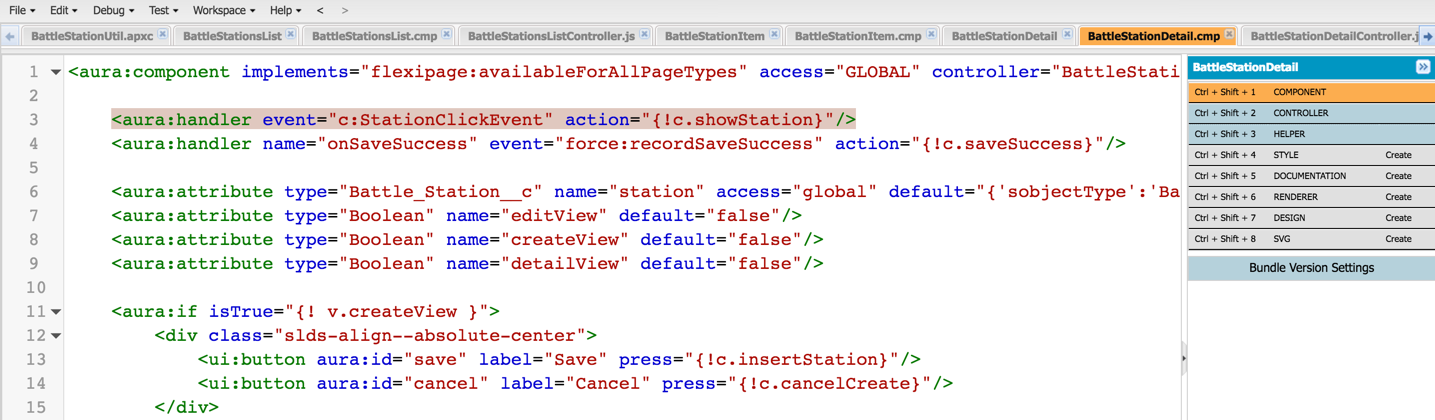 File Edit Debug Test Workspace Help < >
BattleStationUtil.apxc BattleStationsList BattleStationsList.cmp BattleStationsListController.js BattleStationItem BattleStationItem.cmp BattleStationDetail BattleStationDetail.cmp BattleStationDetailController.j
1 <aura:component implements="flexipage:availableForAllPageTypes" access="GLOBAL" controller="BattleStati
2
3 <aura:handler event="c:StationClickEvent" action="{!c.showStation}"/>
4 <aura:handler name="onSaveSuccess" event="force:recordSaveSuccess" action="{!c.saveSuccess}"/>
5
6 <aura:attribute type="Battle_Station__c" name="station" access="global" default="{'sobjectType':'Ba
7 <aura:attribute type="Boolean" name="editView" default="false"/>
8 <aura:attribute type="Boolean" name="createView" default="false"/>
9 <aura:attribute type="Boolean" name="detailView" default="false"/>
10
11 <aura:if isTrue="{! v.createView }">
12 <div class="slds-align--absolute-center">
13 <ui:button aura:id="save" label="Save" press="{!c.insertStation}"/>
14 <ui:button aura:id="cancel" label="Cancel" press="{!c.cancelCreate}"/>
15 </div>
BattleStationDetail
Ctrl + Shift + 1 COMPONENT
Ctrl + Shift + 2 CONTROLLER
Ctrl + Shift + 3 HELPER
Ctrl + Shift + 4 STYLE Create
Ctrl + Shift + 5 DOCUMENTATION Create
Ctrl + Shift + 6 RENDERER Create
Ctrl + Shift + 7 DESIGN Create
Ctrl + Shift + 8 SVG Create
Bundle Version Settings